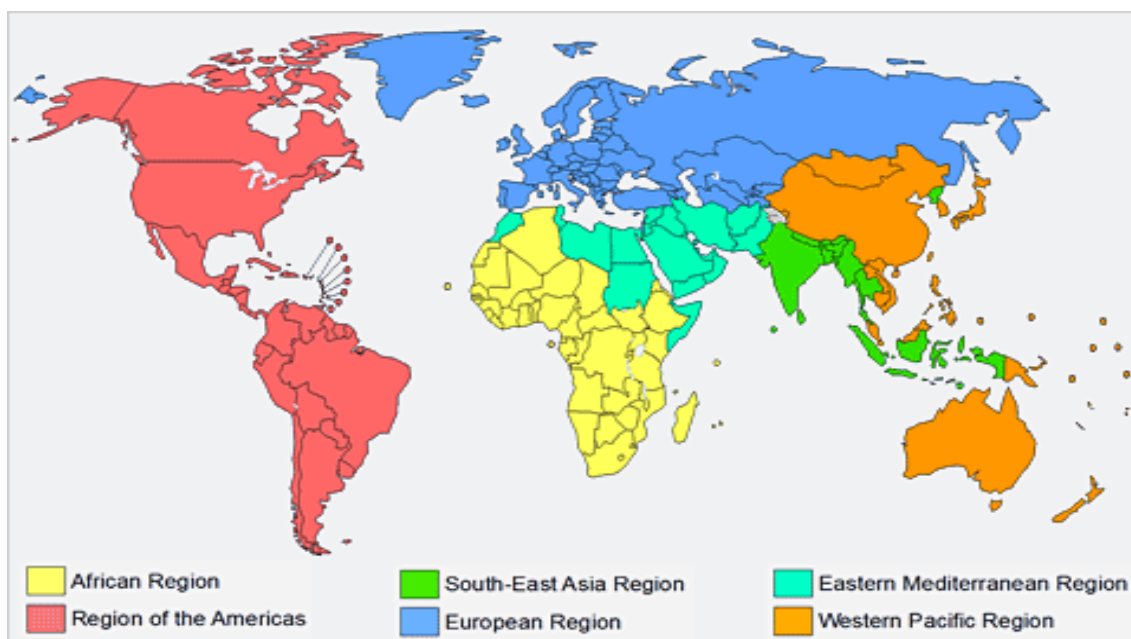 African Region
South-East Asia Region
Eastern Mediterranean Region
Region of the Americas
European Region
Western Pacific Region